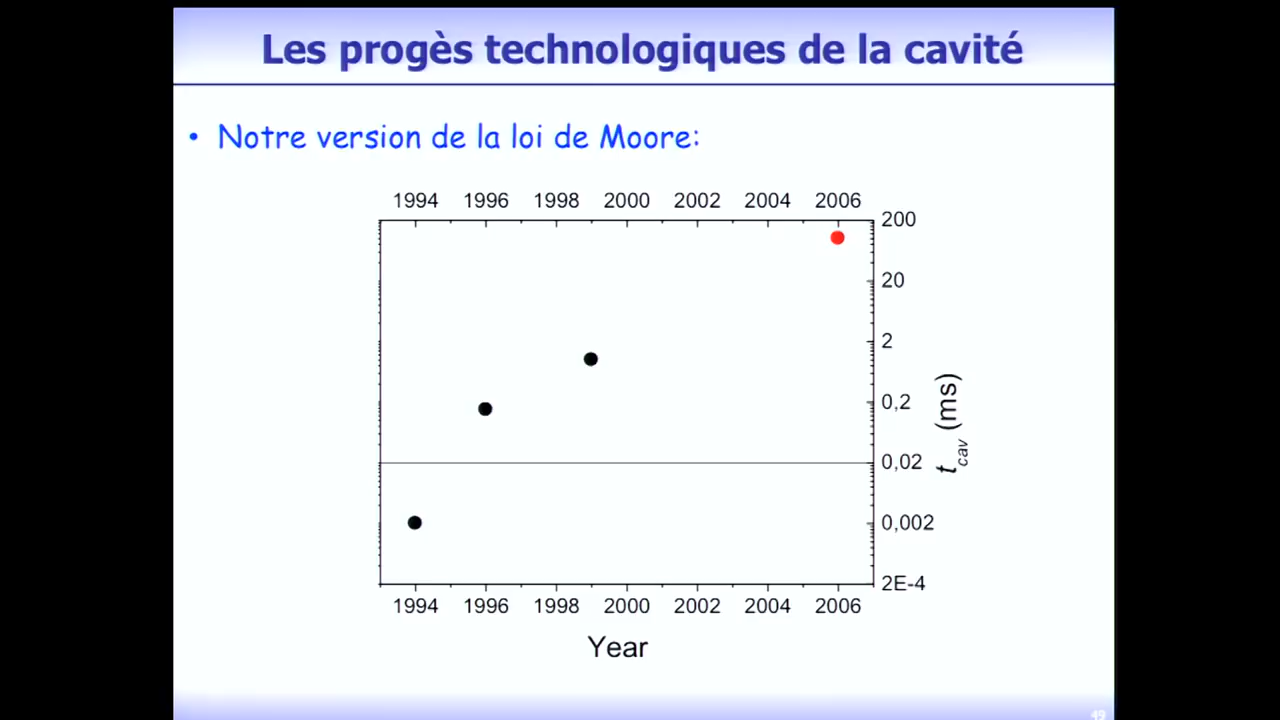 Les progès technologiques de la cavité
• Notre version de la loi de Moore:
1994 1996 1998 2000 2002 2004 2006
200
20
2
0,2
0,02
0,002
2E-4
t_cav (ms)
1994 1996 1998 2000 2002 2004 2006
Year
49